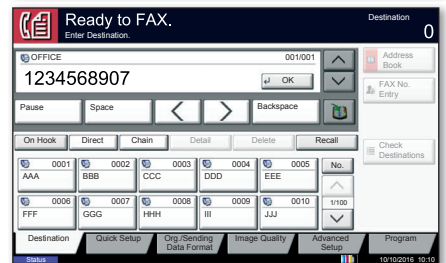 Ready to FAX.
Enter Destination.
Destination
0
OFFICE
001/001
1234568907
OK
Address
Book
FAX No.
Entry
Pause
Space
Backspace
On Hook
Direct
Chain
Detail
Delete
Recall
Check
Destinations
0001
AAA
0002
BBB
0003
CCC
0004
DDD
0005
EEE
No.
0006
FFF
0007
GGG
0008
HHH
0009
III
0010
JJJ
1/100
Destination
Quick Setup
Org./Sending
Data Format
Image Quality
Advanced
Setup
Program
Status
10/10/2016 10:10